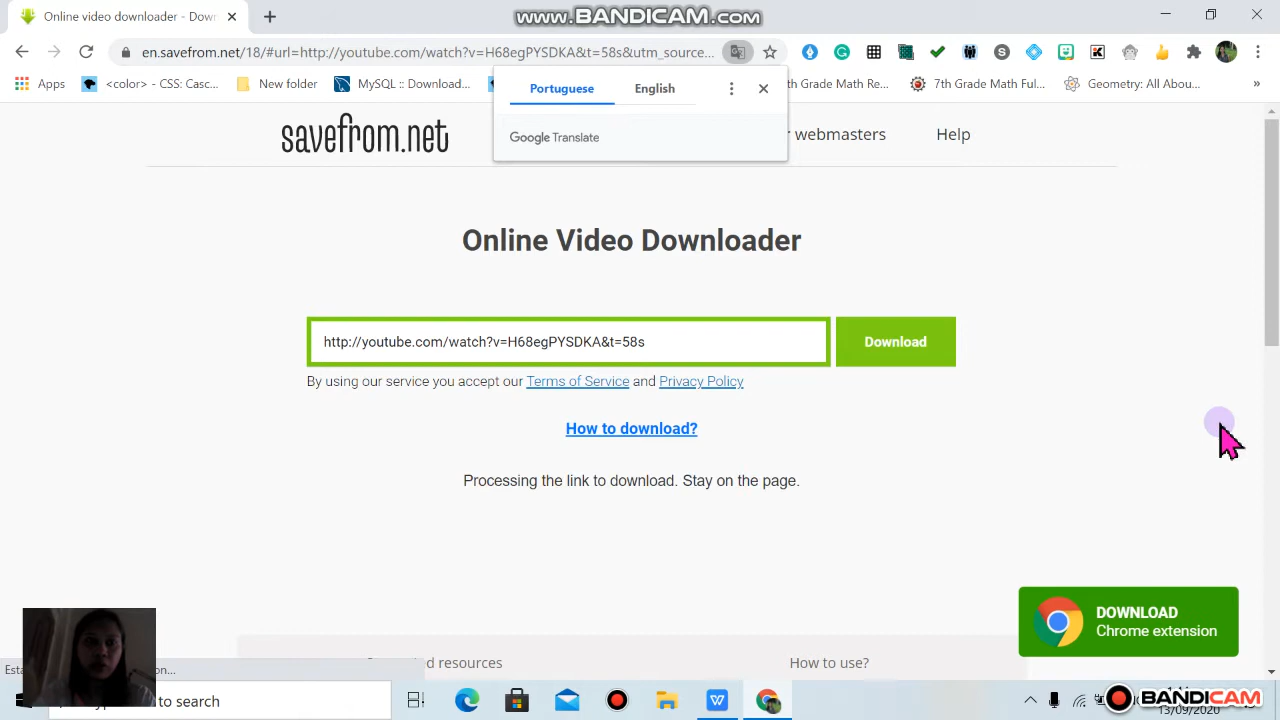 www.BANDICAM.COM
Online video downloader - Down
en.savefrom.net/18/#url=http://youtube.com/watch?v=H68egPYSDKA&t=58s&utm_source...
Apps
<color> - CSS: Casc...
New folder
MySQL :: Download...
th Grade Math Re...
7th Grade Math Ful...
Geometry: All Abou...
»
Portuguese
English
Google Translate
savefrom.net
r webmasters
Help
Online Video Downloader
http://youtube.com/watch?v=H68egPYSDKA&t=58s
Download
By using our service you accept our Terms of Service and Privacy Policy
How to download?
Processing the link to download. Stay on the page.
DOWNLOAD
Chrome extension
ed resources
How to use?
Esta
on...
to search
13/09/2020
BANDICAM